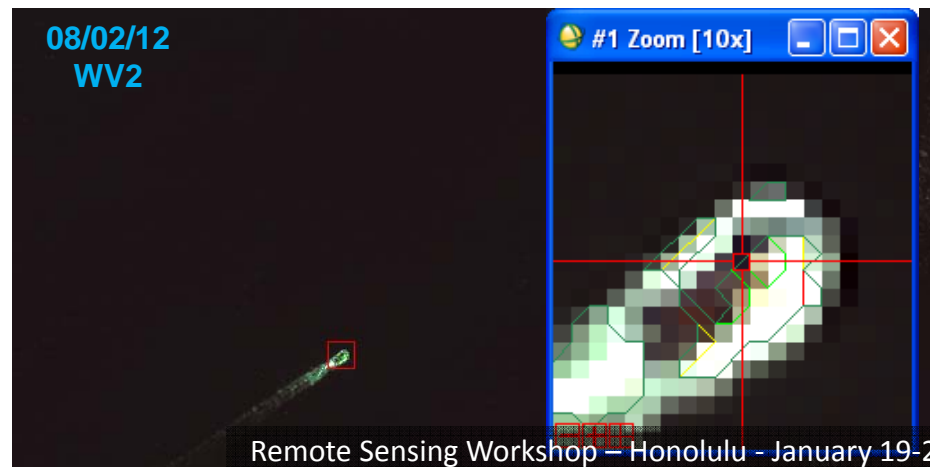 08/02/12
WV2
#1 Zoom [10x]
Remote Sensing Workshop – Honolulu - January 19-2